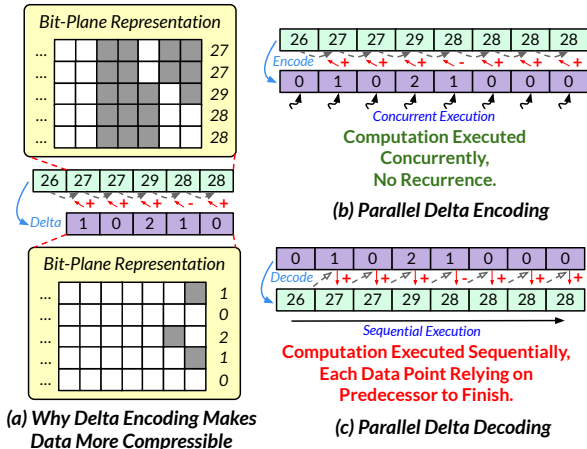 Bit-Plane Representation
... 27
... 27
... 29
... 28
... 28
26 27 27 29 28 28
+ + + - +
Delta 1 0 2 1 0
Bit-Plane Representation
... 1
... 0
... 2
... 1
... 0
(a) Why Delta Encoding Makes
Data More Compressible
26 27 27 29 28 28 28 28
Encode + + + - + + +
0 1 0 2 1 0 0 0
Concurrent Execution
Computation Executed
Concurrently,
No Recurrence.
(b) Parallel Delta Encoding
0 1 0 2 1 0 0 0
Decode + + + - + + +
26 27 27 29 28 28 28 28
Sequential Execution
Computation Executed Sequentially,
Each Data Point Relying on
Predecessor to Finish.
(c) Parallel Delta Decoding